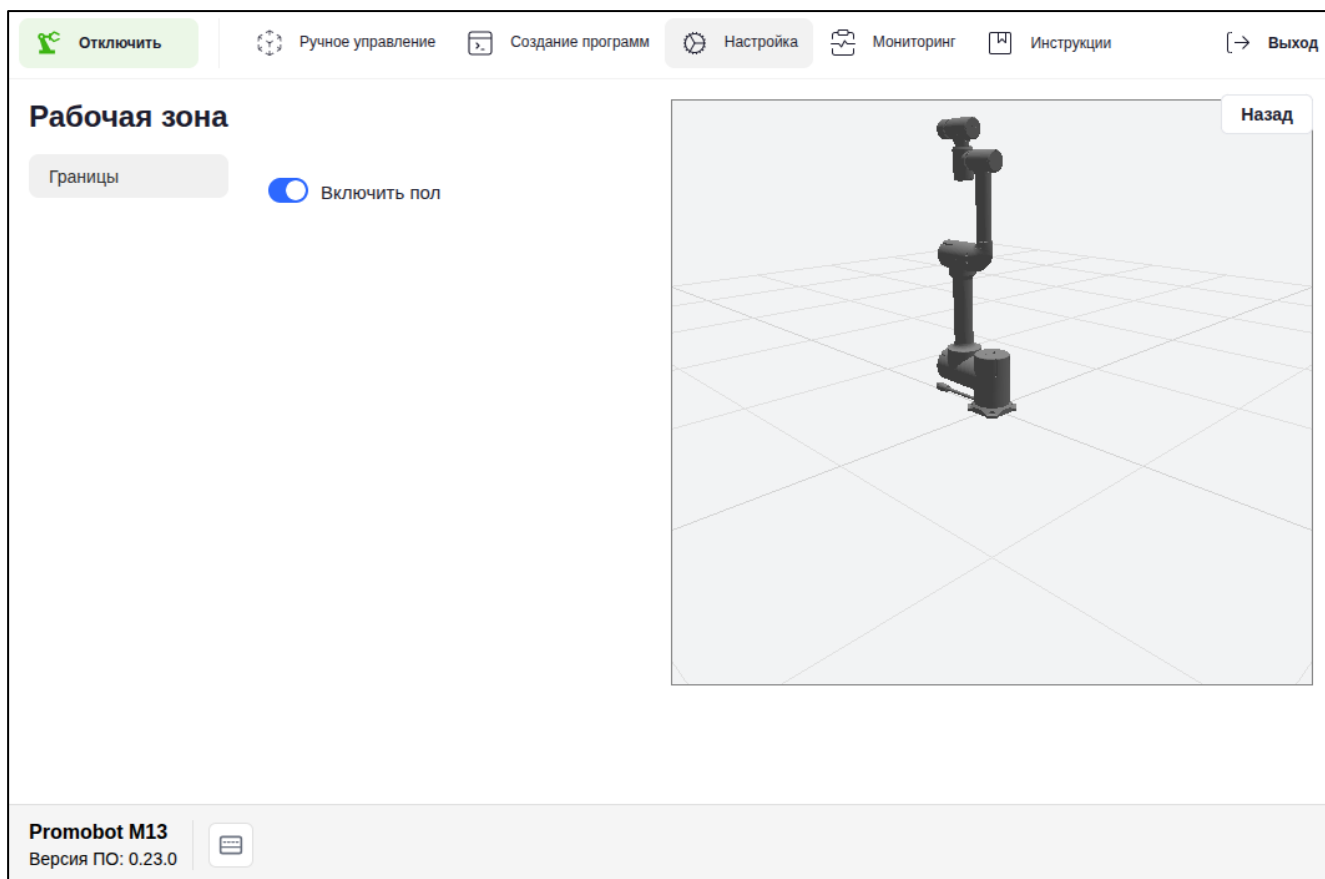 Отключить
Ручное управление
Создание программ
Настройка
Мониторинг
Инструкции
Выход
Рабочая зона
Назад
Границы
Включить пол
Promobot M13
Версия ПО: 0.23.0